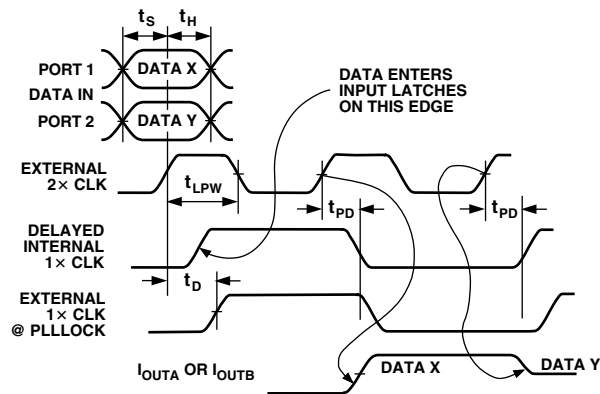 tS tH
PORT 1
DATA X
DATA IN
PORT 2
DATA Y
DATA ENTERS
INPUT LATCHES
ON THIS EDGE
EXTERNAL
2× CLK
tLPW
tPD
tPD
DELAYED
INTERNAL
1× CLK
tD
EXTERNAL
1× CLK
@ PLLLOCK
IOUTA OR IOUTB
DATA X
DATA Y